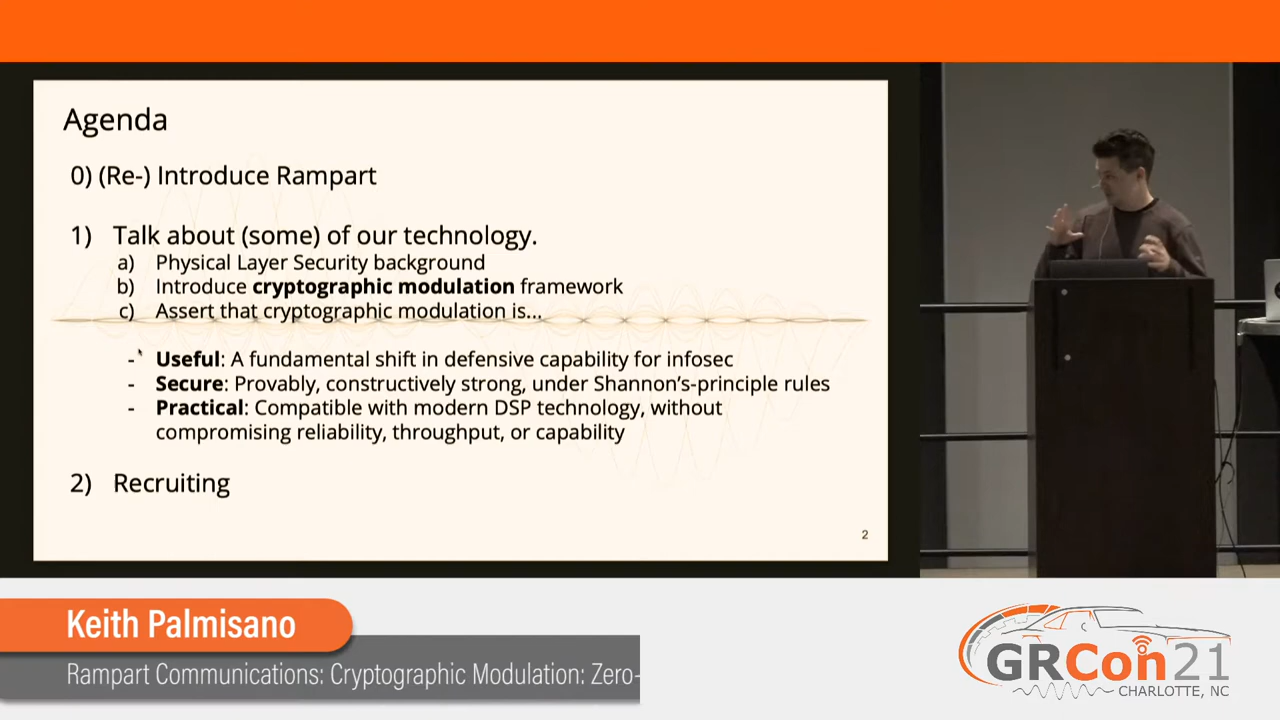 Agenda
0) (Re-) Introduce Rampart
1) Talk about (some) of our technology.
a) Physical Layer Security background
b) Introduce cryptographic modulation framework
c) Assert that cryptographic modulation is...
- Useful: A fundamental shift in defensive capability for infosec
- Secure: Provably, constructively strong, under Shannon's-principle rules
- Practical: Compatible with modern DSP technology, without
compromising reliability, throughput, or capability
2) Recruiting
2
Keith Palmisano
Rampart Communications: Cryptographic Modulation: Zero-
GRCon21
CHARLOTTE, NC